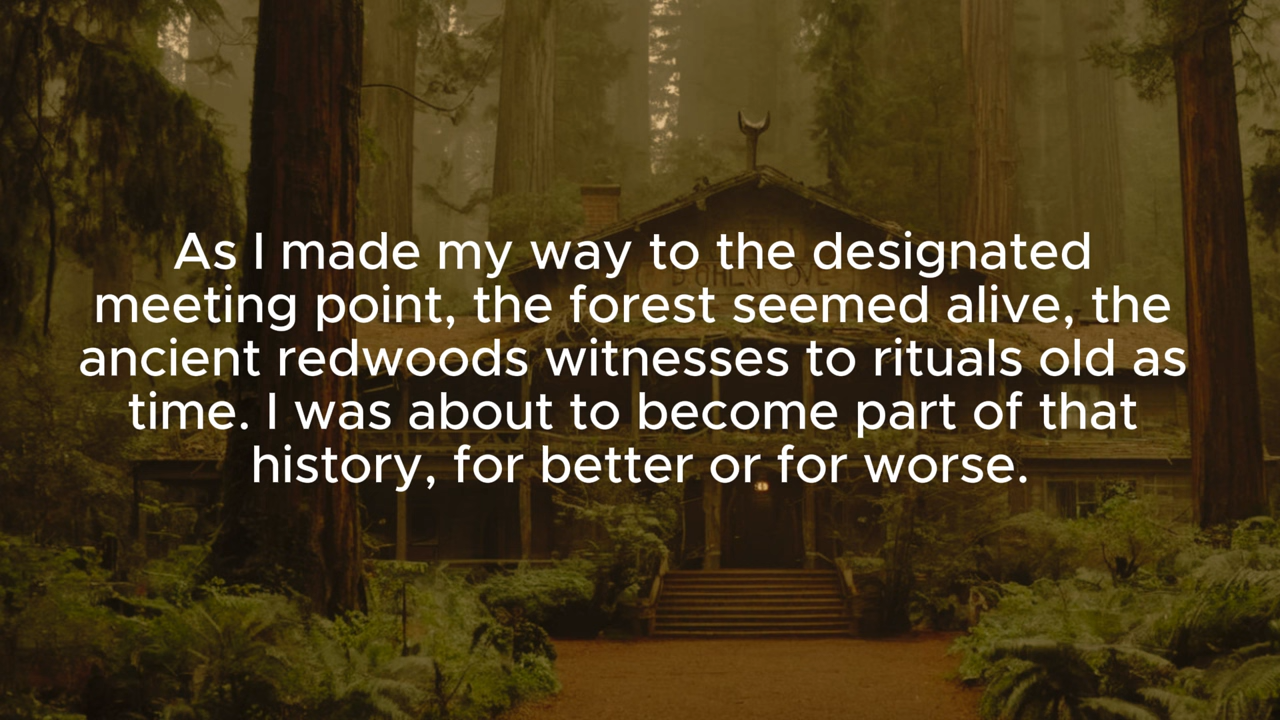 As I made my way to the designated
meeting point, the forest seemed alive, the
ancient redwoods witnesses to rituals old as
time. I was about to become part of that
history, for better or for worse.